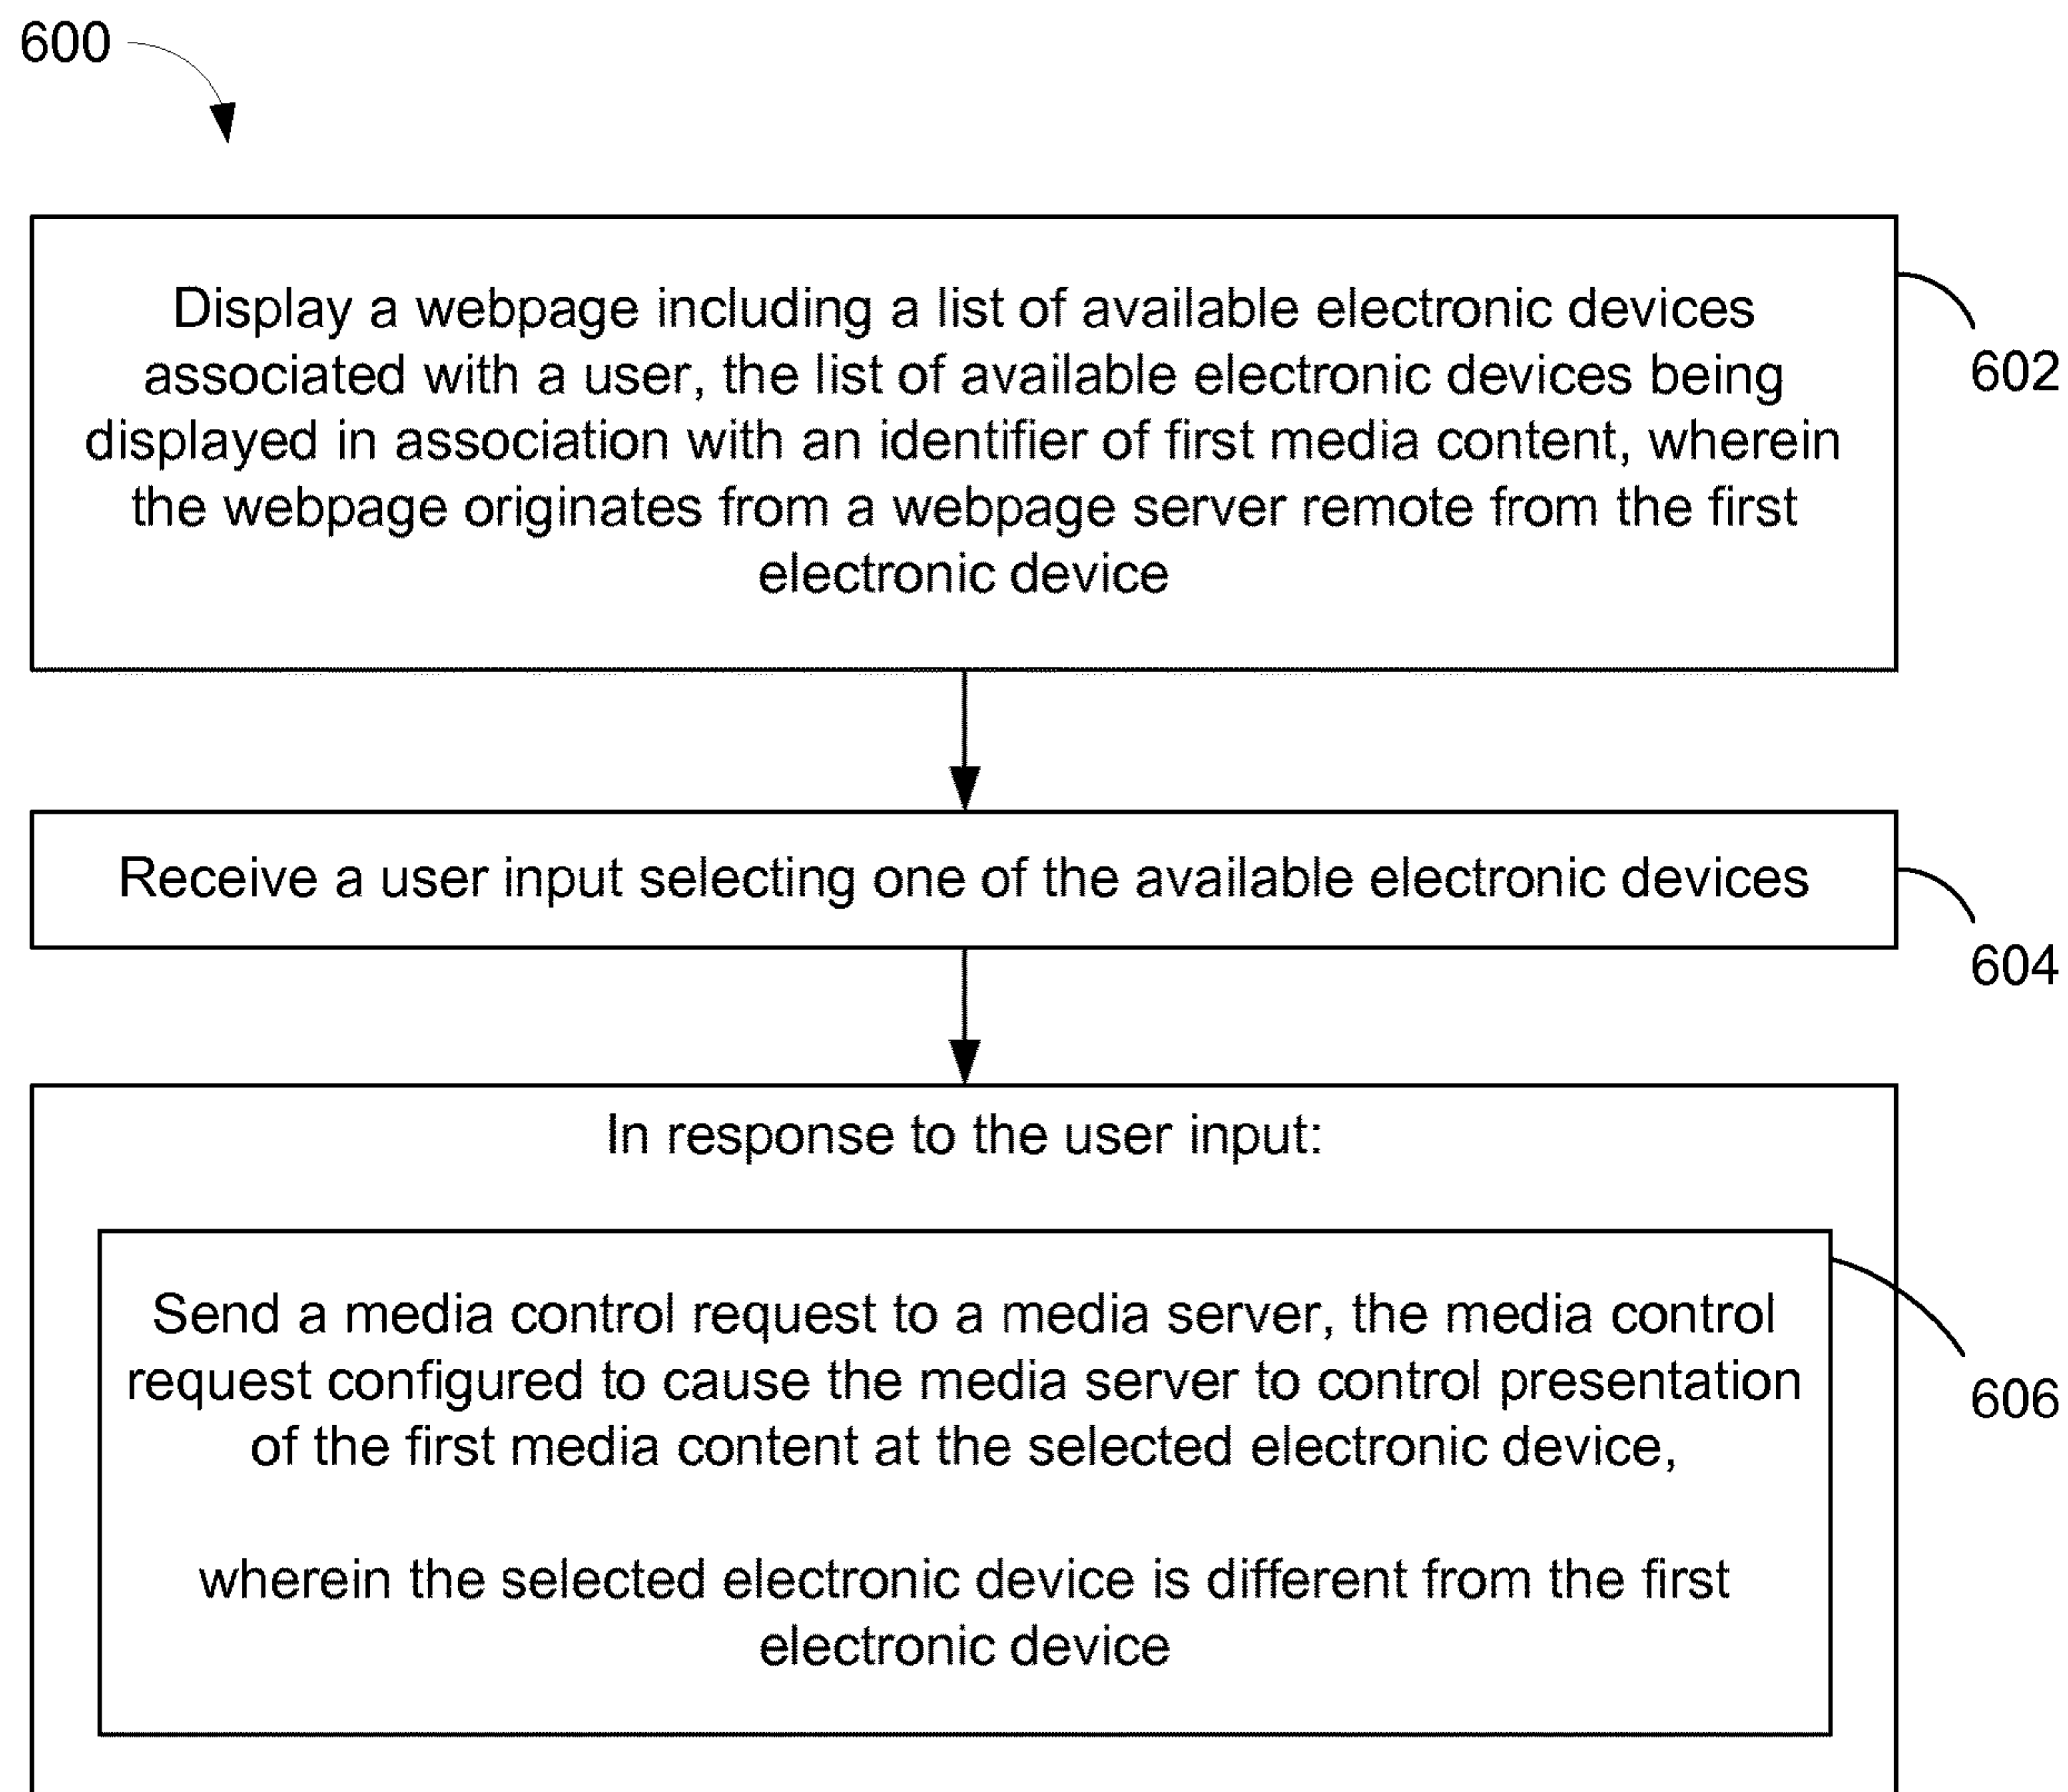 600
Display a webpage including a list of available electronic devices
associated with a user, the list of available electronic devices being
displayed in association with an identifier of first media content, wherein
the webpage originates from a webpage server remote from the first
electronic device
602
Receive a user input selecting one of the available electronic devices
604
In response to the user input:
Send a media control request to a media server, the media control
request configured to cause the media server to control presentation
of the first media content at the selected electronic device,
wherein the selected electronic device is different from the first
electronic device
606